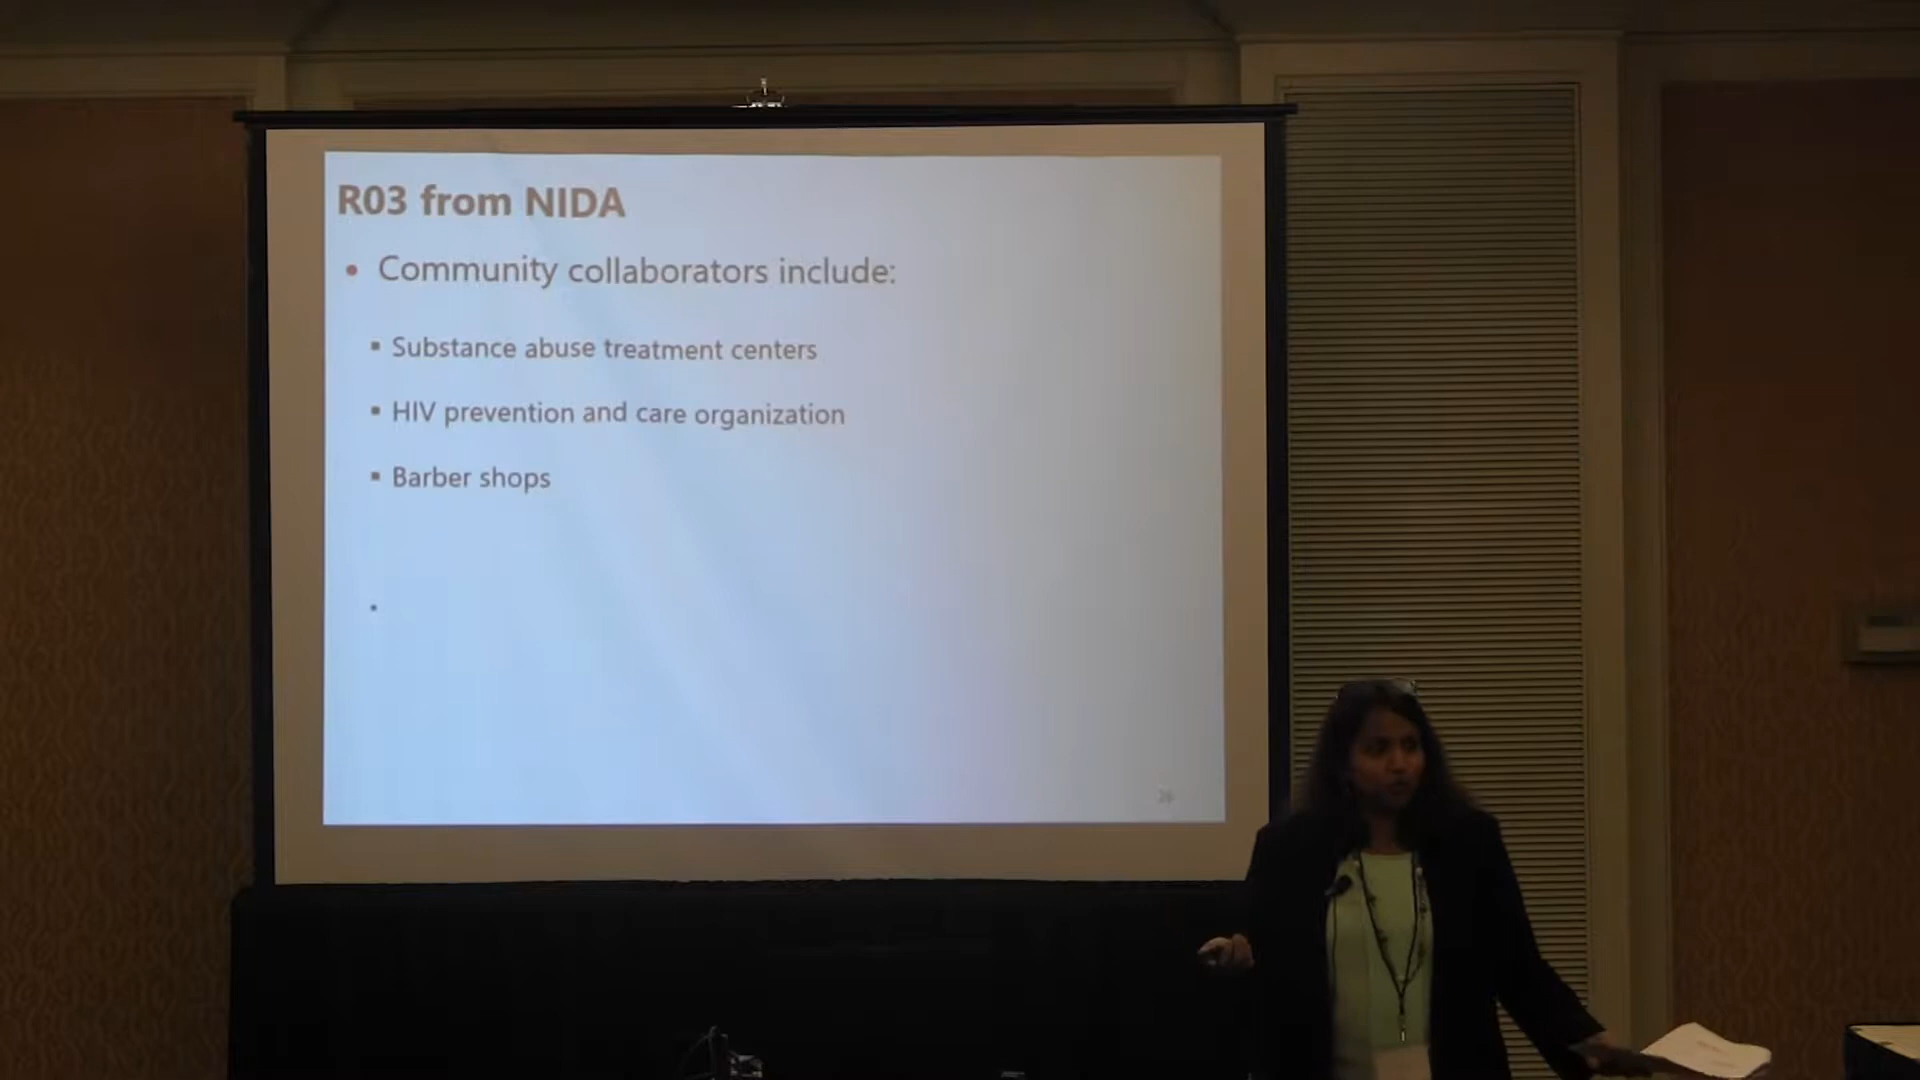 R03 from NIDA
• Community collaborators include:
▪ Substance abuse treatment centers
▪ HIV prevention and care organization
▪ Barber shops
▪